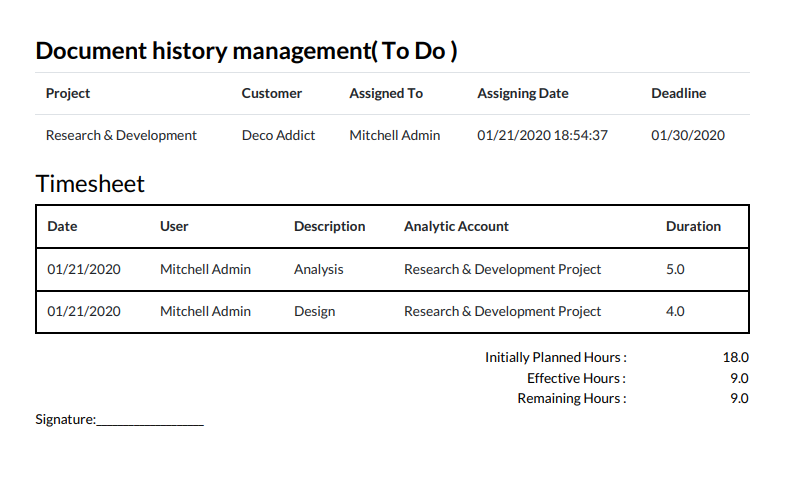 Document history management( To Do )
Project Customer Assigned To Assigning Date Deadline
Research & Development Deco Addict Mitchell Admin 01/21/2020 18:54:37 01/30/2020
Timesheet
Date User Description Analytic Account Duration
01/21/2020 Mitchell Admin Analysis Research & Development Project 5.0
01/21/2020 Mitchell Admin Design Research & Development Project 4.0
Initially Planned Hours : 18.0
Effective Hours : 9.0
Remaining Hours : 9.0
Signature:________________